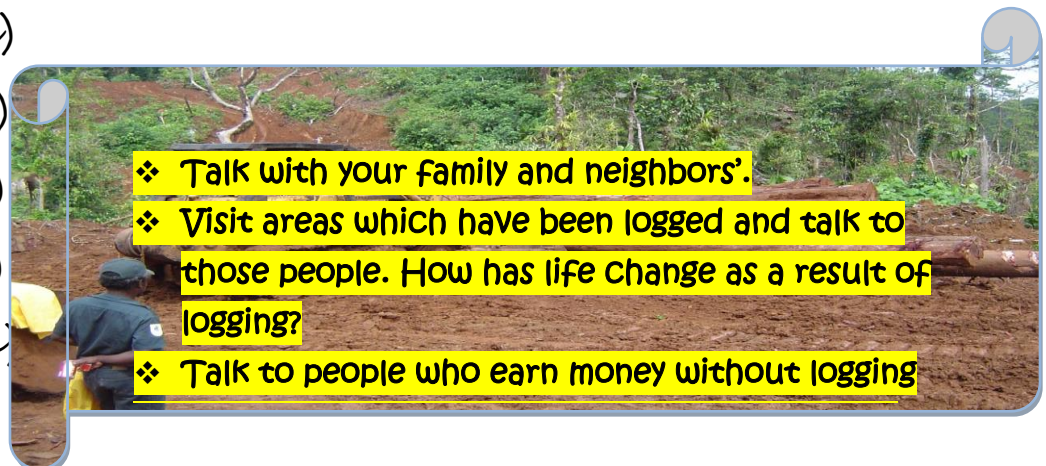 ❖ Talk with your family and neighbors’.
❖ Visit areas which have been logged and talk to
those people. How has life change as a result of
logging?
❖ Talk to people who earn money without logging